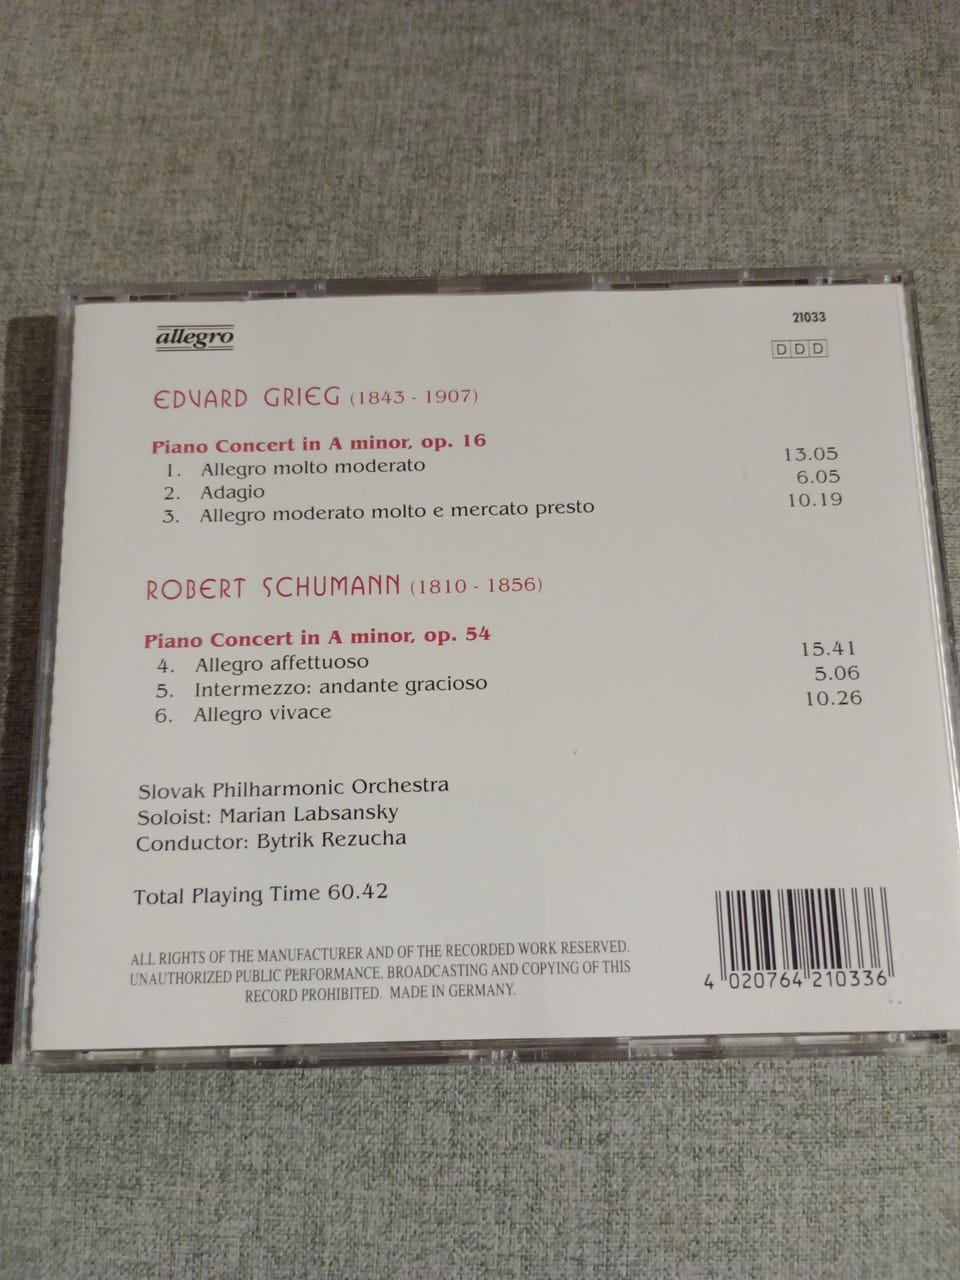 allegro
21033
DDD
EDVARD GRIEG (1843 - 1907)
Piano Concert in A minor, op. 16
1. Allegro molto moderato 13.05
2. Adagio 6.05
3. Allegro moderato molto e mercato presto 10.19
ROBERT SCHUMANN (1810 - 1856)
Piano Concert in A minor, op. 54
4. Allegro affettuoso 15.41
5. Intermezzo: andante gracioso 5.06
6. Allegro vivace 10.26
Slovak Philharmonic Orchestra
Soloist: Marian Labsansky
Conductor: Bytrik Rezucha
Total Playing Time 60.42
ALL RIGHTS OF THE MANUFACTURER AND OF THE RECORDED WORK RESERVED.
UNAUTHORIZED PUBLIC PERFORMANCE, BROADCASTING AND COPYING OF THIS
RECORD PROHIBITED. MADE IN GERMANY.
4 020764 210336